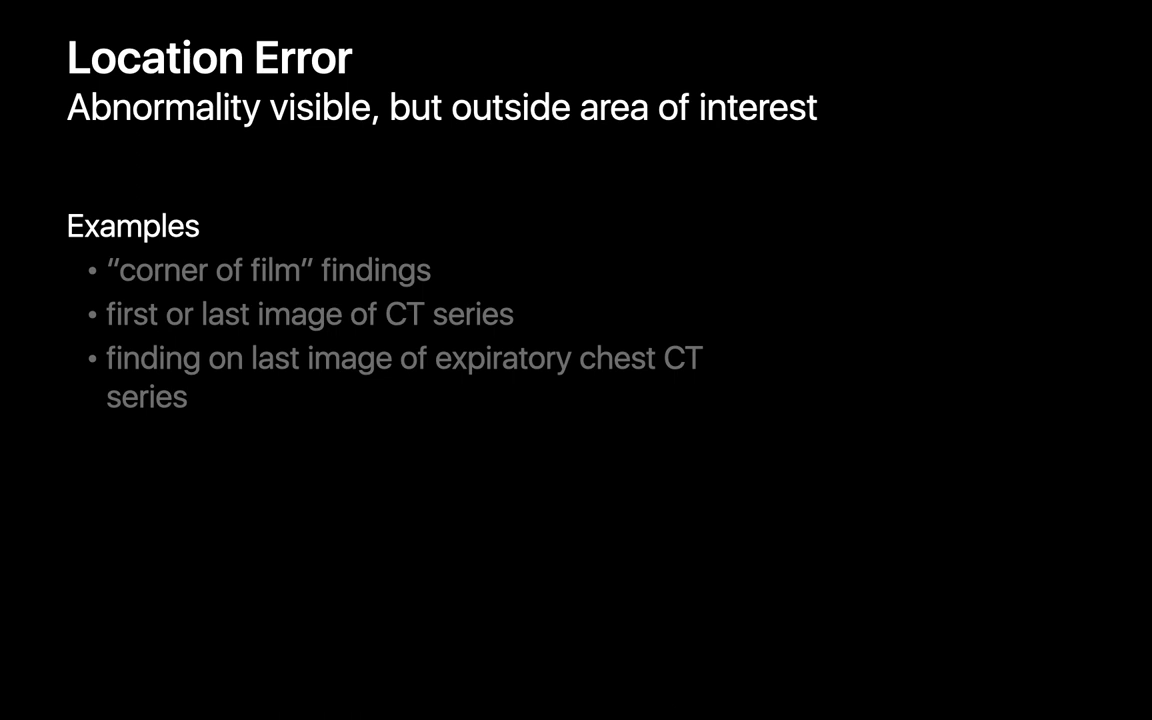 Location Error
Abnormality visible, but outside area of interest
Examples
• “corner of film” findings
• first or last image of CT series
• finding on last image of expiratory chest CT
series